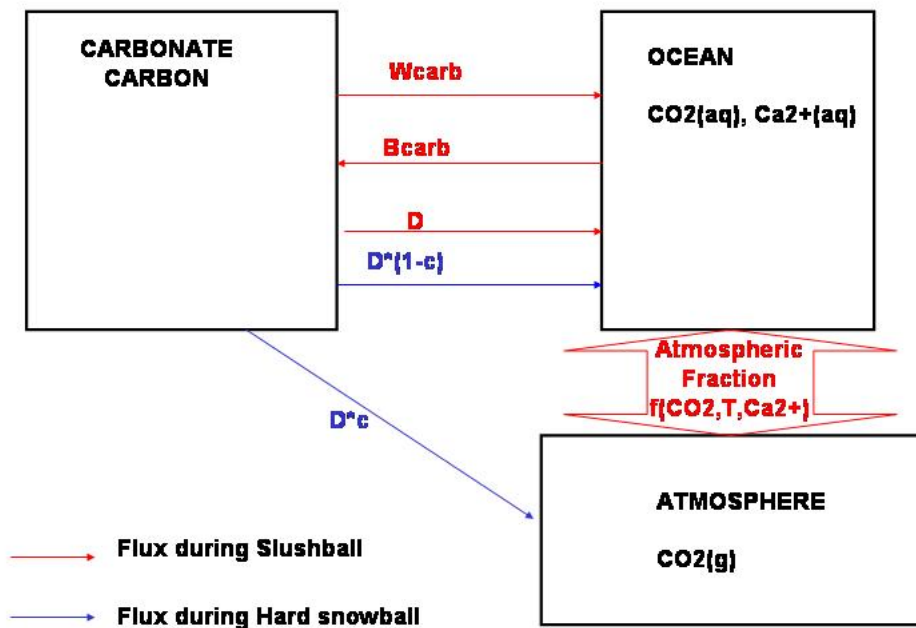 CARBONATE
CARBON
Wcarb
Bcarb
D
D*(1-c)
D*c
OCEAN
CO2(aq), Ca2+(aq)
Atmospheric
Fraction
f(CO2,T,Ca2+)
ATMOSPHERE
CO2(g)
Flux during Slushball
Flux during Hard snowball